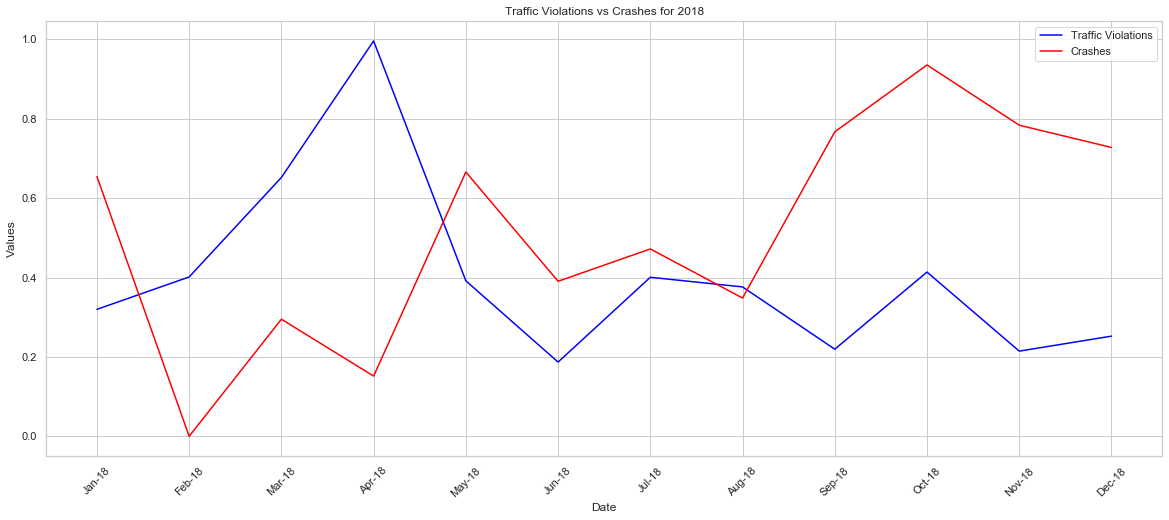 Traffic Violations vs Crashes for 2018
Traffic Violations
Crashes
1.0
0.8
0.6
0.4
0.2
0.0
Values
Jan-18
Feb-18
Mar-18
Apr-18
May-18
Jun-18
Jul-18
Aug-18
Sep-18
Oct-18
Nov-18
Dec-18
Date